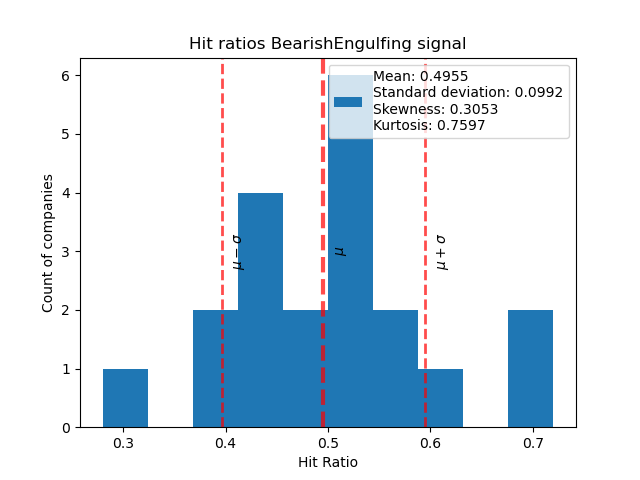 Hit ratios BearishEngulfing signal
Mean: 0.4955
Standard deviation: 0.0992
Skewness: 0.3053
Kurtosis: 0.7597
6
5
4
3
2
1
0
Count of companies
μ − σ
μ
μ + σ
0.3 0.4 0.5 0.6 0.7
Hit Ratio